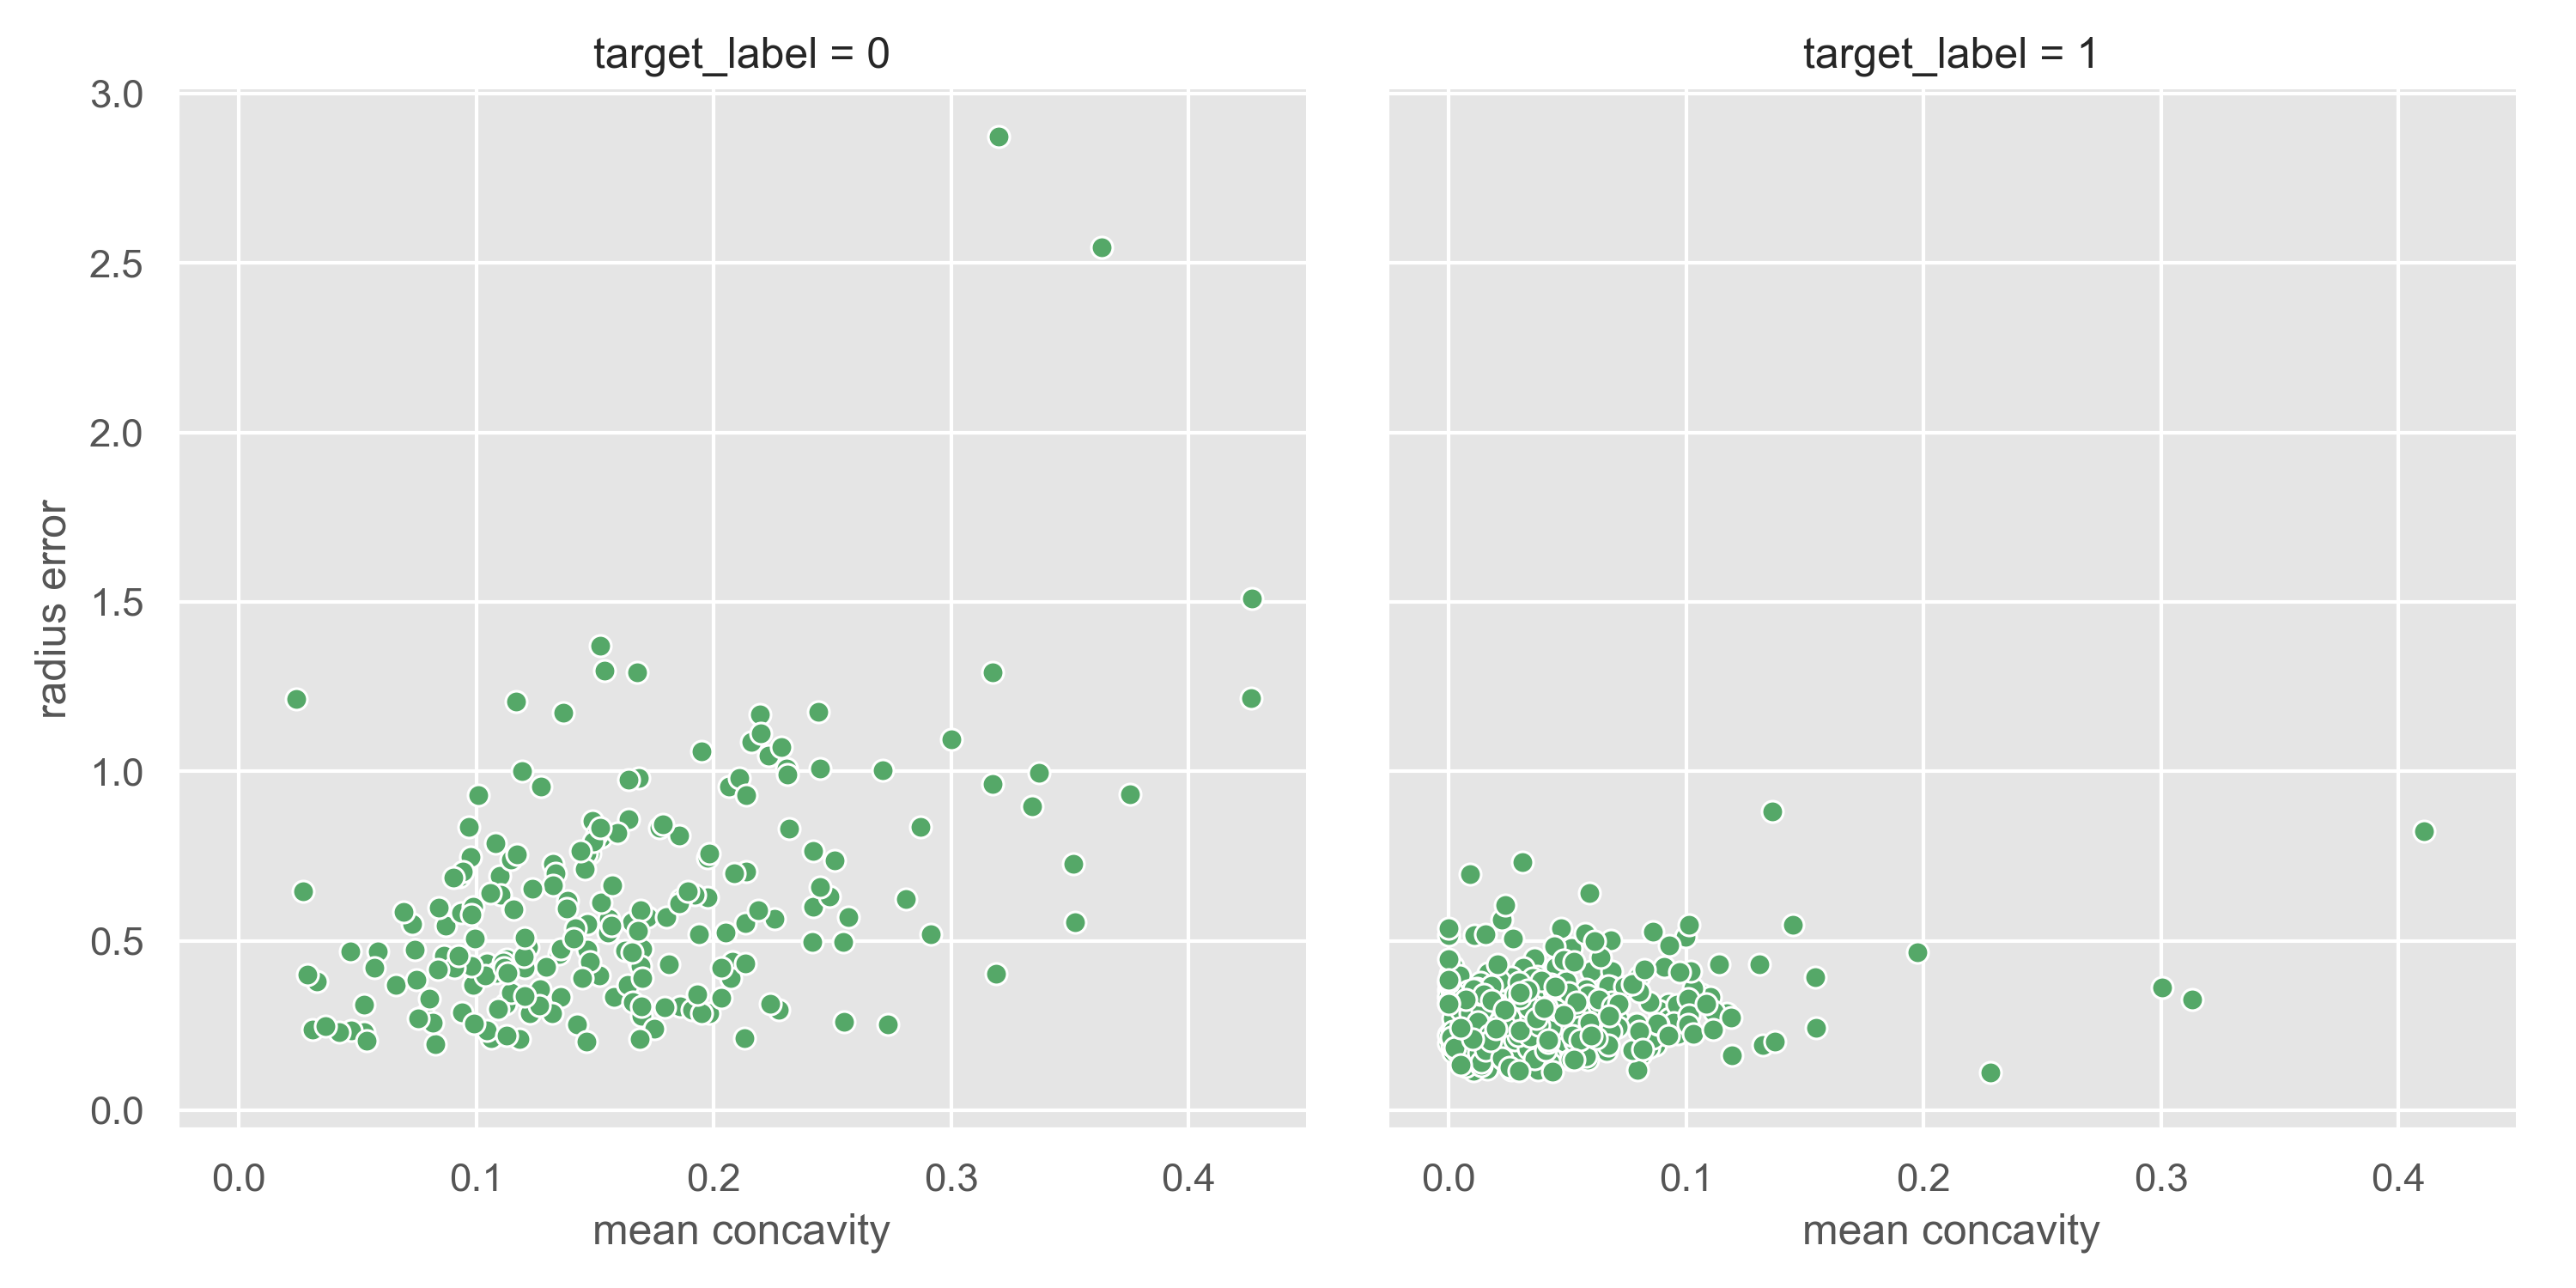 target_label = 0
target_label = 1
3.0
2.5
2.0
1.5
1.0
0.5
0.0
radius error
0.0 0.1 0.2 0.3 0.4
0.0 0.1 0.2 0.3 0.4
mean concavity
mean concavity